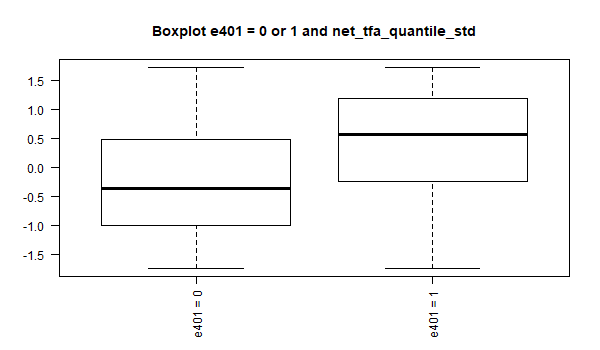 Boxplot e401 = 0 or 1 and net_tfa_quantile_std
1.5
1.0
0.5
0.0
-0.5
-1.0
-1.5
e401 = 0
e401 = 1